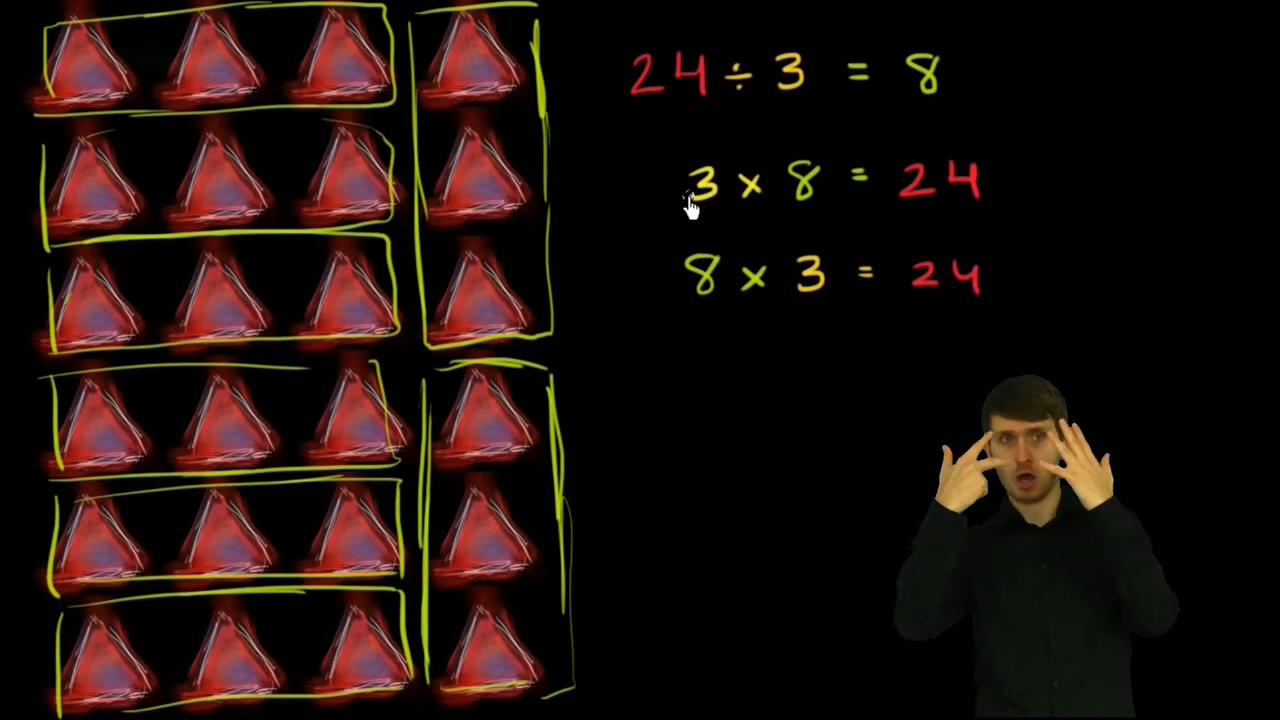 24 ÷ 3 = 8
3 × 8 = 24
8 × 3 = 24